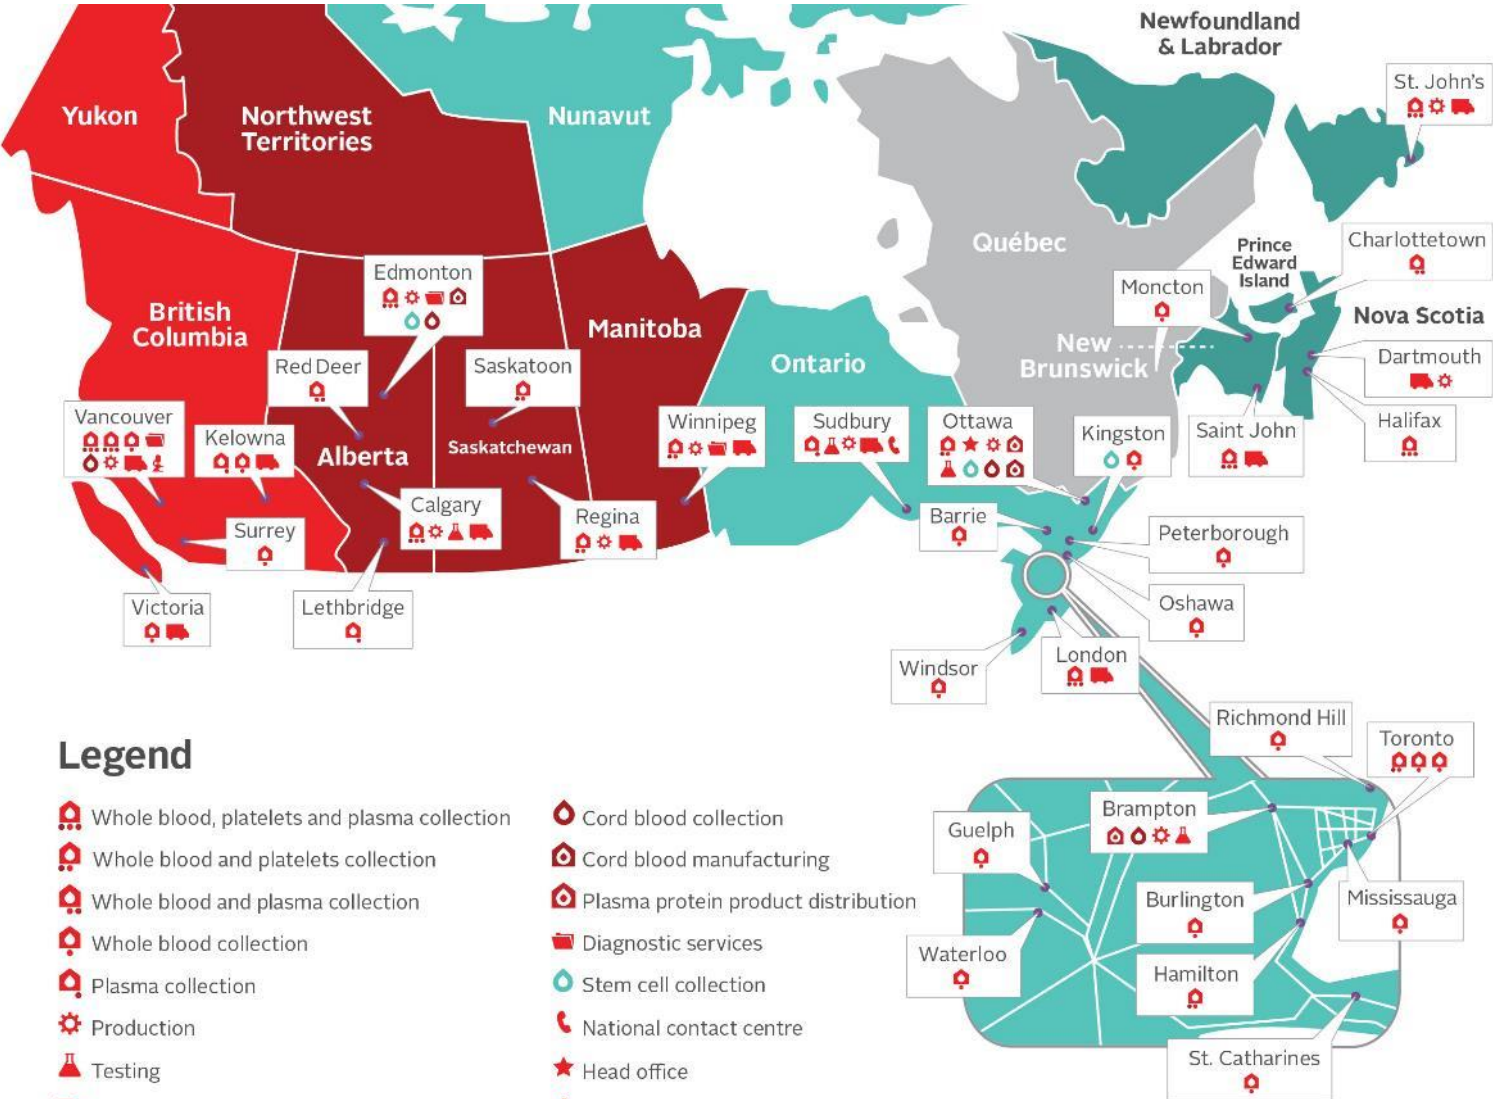 Newfoundland
& Labrador
St. John's
Yukon
Northwest
Territories
Nunavut
Québec
Prince
Edward
Island
Charlottetown
Edmonton
Moncton
British
Columbia
Manitoba
Nova Scotia
New
Brunswick
Dartmouth
Red Deer
Saskatoon
Ontario
Vancouver
Kelowna
Alberta
Saskatchewan
Winnipeg
Sudbury
Ottawa
Kingston
Saint John
Halifax
Calgary
Regina
Surrey
Barrie
Peterborough
Victoria
Lethbridge
Oshawa
Windsor
London
Richmond Hill
Toronto
Brampton
Guelph
Burlington
Mississauga
Waterloo
Hamilton
St. Catharines
Legend
Whole blood, platelets and plasma collection
Whole blood and platelets collection
Whole blood and plasma collection
Whole blood collection
Plasma collection
Production
Testing
Cord blood collection
Cord blood manufacturing
Plasma protein product distribution
Diagnostic services
Stem cell collection
National contact centre
Head office